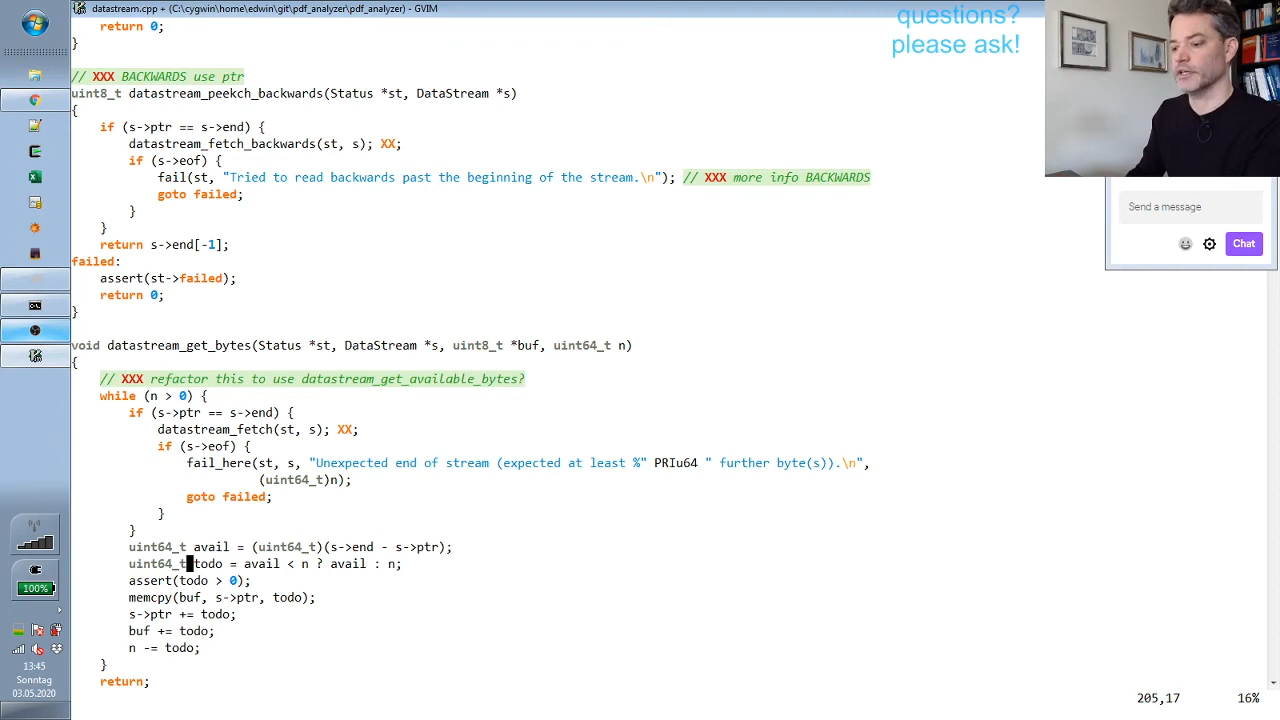 datastream.cpp + (C:\cygwin\home\edwin\git\pdf_analyzer\pdf_analyzer) - GVIM
return 0;
}
questions?
please ask!
// XXX BACKWARDS use ptr
uint8_t datastream_peekch_backwards(Status *st, DataStream *s)
{
if (s->ptr == s->end) {
datastream_fetch_backwards(st, s); XX;
if (s->eof) {
fail(st, "Tried to read backwards past the beginning of the stream.\n"); // XXX more info BACKWARDS
goto failed;
}
}
return s->end[-1];
failed:
assert(st->failed);
return 0;
}
Send a message
Chat
void datastream_get_bytes(Status *st, DataStream *s, uint8_t *buf, uint64_t n)
{
// XXX refactor this to use datastream_get_available_bytes?
while (n > 0) {
if (s->ptr == s->end) {
datastream_fetch(st, s); XX;
if (s->eof) {
fail_here(st, s, "Unexpected end of stream (expected at least %" PRIu64 " further byte(s)).\n",
(uint64_t)n);
goto failed;
}
}
uint64_t avail = (uint64_t)(s->end - s->ptr);
uint64_t todo = avail < n ? avail : n;
assert(todo > 0);
memcpy(buf, s->ptr, todo);
s->ptr += todo;
buf += todo;
n -= todo;
}
return;
205,17 16%
100%
13:45
Sonntag
03.05.2020